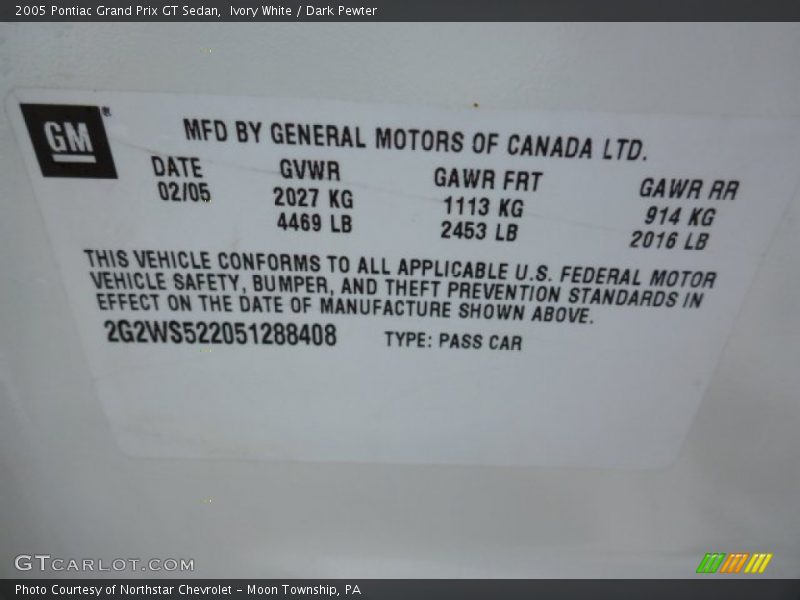 2005 Pontiac Grand Prix GT Sedan, Ivory White / Dark Pewter
GM
MFD BY GENERAL MOTORS OF CANADA LTD.
DATE GVWR GAWR FRT GAWR RR
02/05 2027 KG 1113 KG 914 KG
4469 LB 2453 LB 2016 LB
THIS VEHICLE CONFORMS TO ALL APPLICABLE U.S. FEDERAL MOTOR
VEHICLE SAFETY, BUMPER, AND THEFT PREVENTION STANDARDS IN
EFFECT ON THE DATE OF MANUFACTURE SHOWN ABOVE.
2G2WS522051288408 TYPE: PASS CAR
GTCARLOT.COM
Photo Courtesy of Northstar Chevrolet - Moon Township, PA